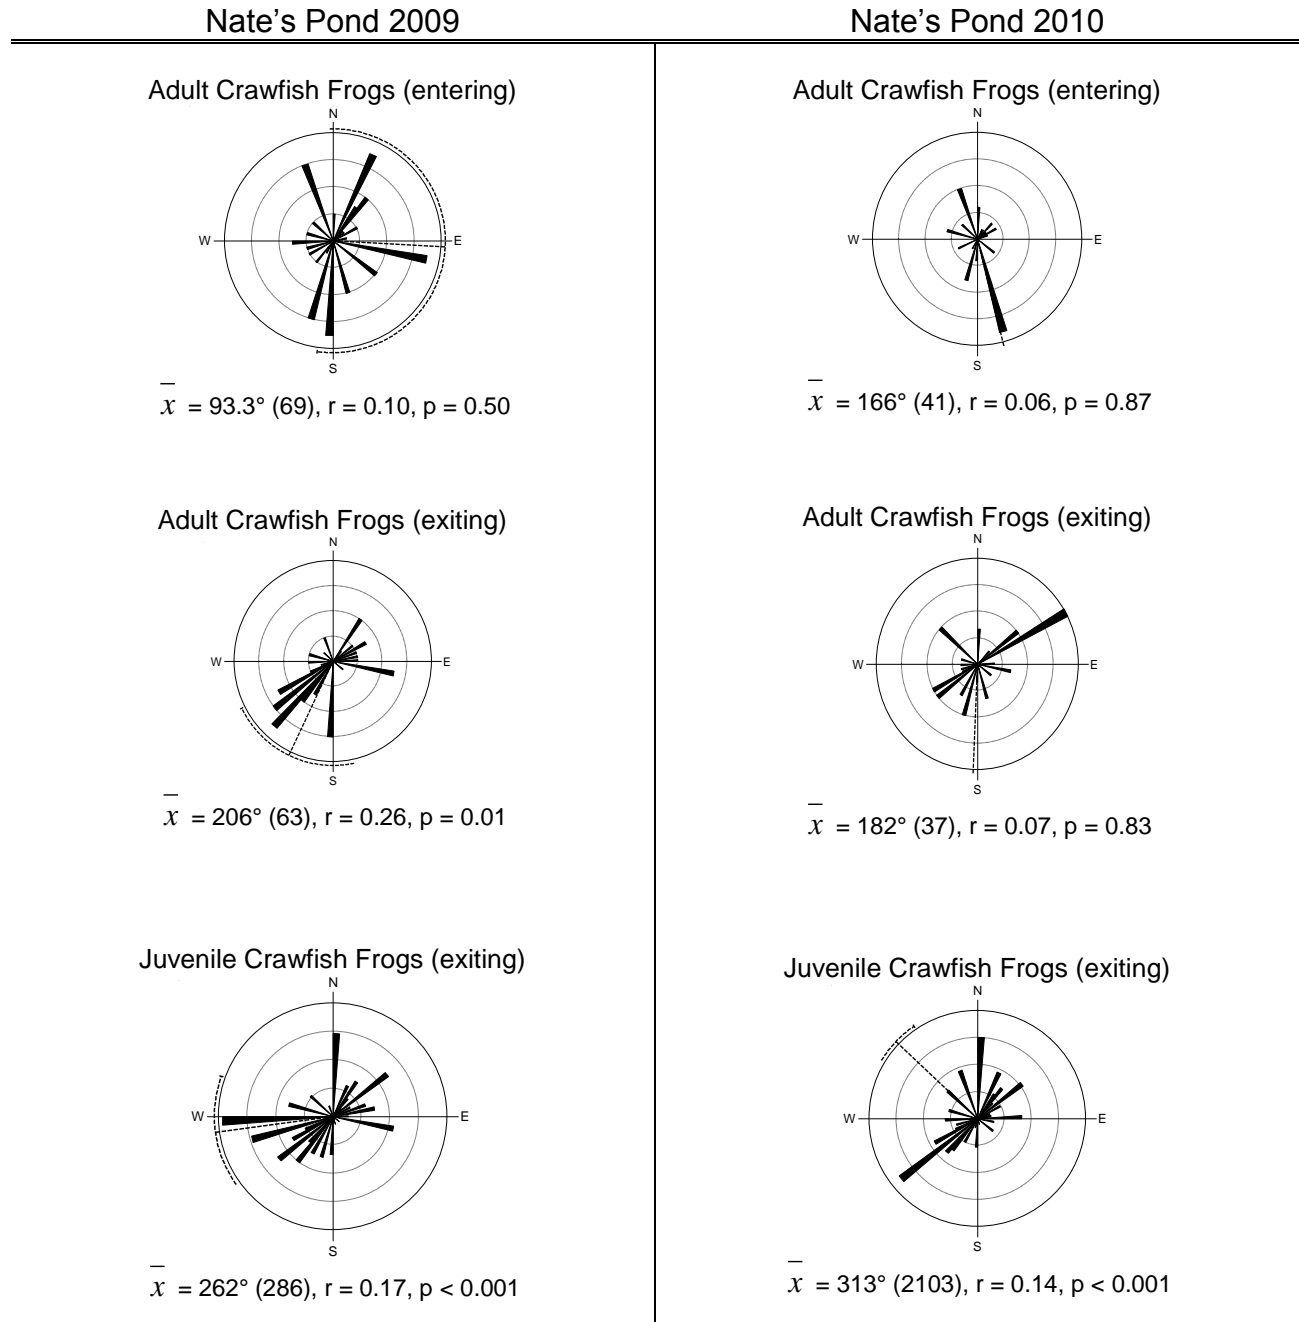 Nate's Pond 2009
Adult Crawfish Frogs (entering)
N
W
E
S
x̄ = 93.3° (69), r = 0.10, p = 0.50
Adult Crawfish Frogs (exiting)
N
W
E
S
x̄ = 206° (63), r = 0.26, p = 0.01
Juvenile Crawfish Frogs (exiting)
N
W
E
S
x̄ = 262° (286), r = 0.17, p < 0.001
Nate's Pond 2010
Adult Crawfish Frogs (entering)
N
W
E
S
x̄ = 166° (41), r = 0.06, p = 0.87
Adult Crawfish Frogs (exiting)
N
W
E
S
x̄ = 182° (37), r = 0.07, p = 0.83
Juvenile Crawfish Frogs (exiting)
N
W
E
S
x̄ = 313° (2103), r = 0.14, p < 0.001